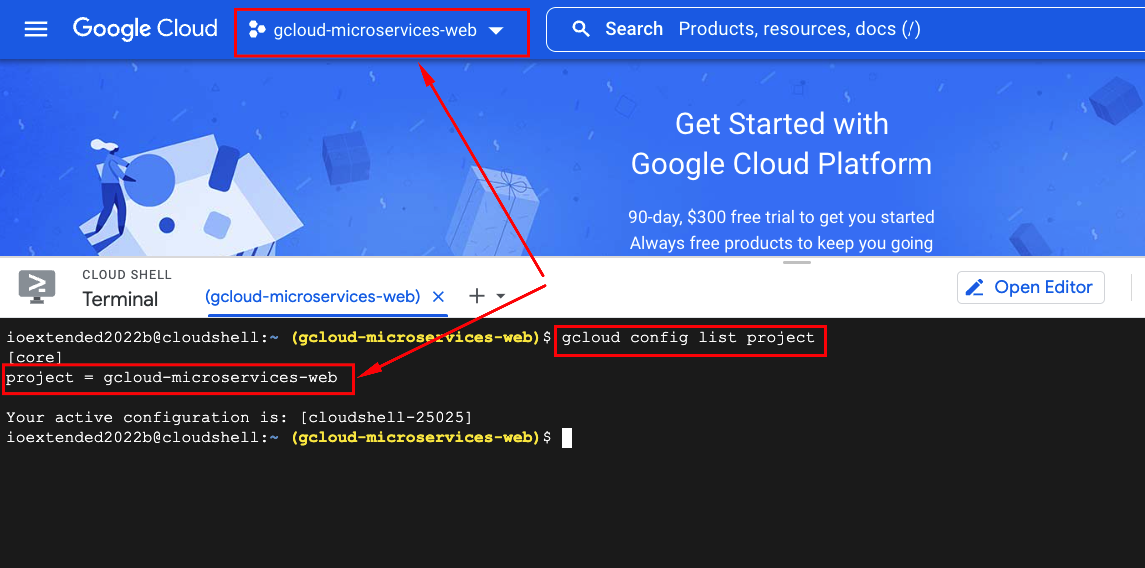 Google Cloud
gcloud-microservices-web
Search Products, resources, docs (/)
Get Started with
Google Cloud Platform
90-day, $300 free trial to get you started
Always free products to keep you going
CLOUD SHELL
Terminal
(gcloud-microservices-web)
Open Editor
ioextended2022b@cloudshell:~ (gcloud-microservices-web)$ gcloud config list project
[core]
project = gcloud-microservices-web
Your active configuration is: [cloudshell-25025]
ioextended2022b@cloudshell:~ (gcloud-microservices-web)$